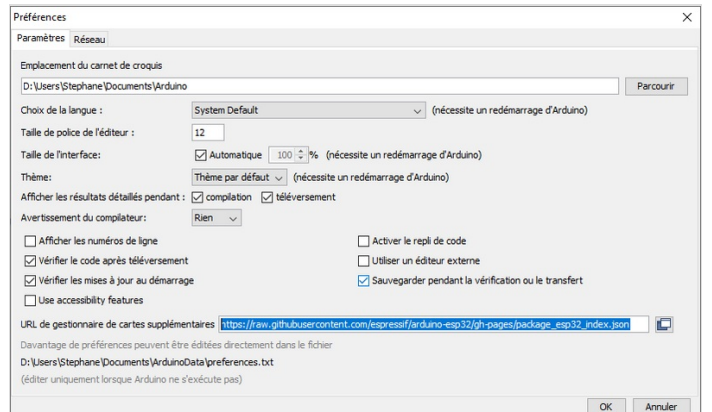 Préférences
Paramètres Réseau
Emplacement du carnet de croquis
D:\Users\Stephane\Documents\Arduino Parcourir
Choix de la langue : System Default (nécessite un redémarrage d'Arduino)
Taille de police de l'éditeur : 12
Taille de l'interface: Automatique 100 % (nécessite un redémarrage d'Arduino)
Thème: Thème par défaut (nécessite un redémarrage d'Arduino)
Afficher les résultats détaillés pendant : compilation téléversement
Avertissement du compilateur: Rien
Afficher les numéros de ligne Activer le repli de code
Vérifier le code après téléversement Utiliser un éditeur externe
Vérifier les mises à jour au démarrage Sauvegarder pendant la vérification ou le transfert
Use accessibility features
URL de gestionnaire de cartes supplémentaires https://raw.githubusercontent.com/espressif/arduino-esp32/gh-pages/package_esp32_index.json
Davantage de préférences peuvent être éditées directement dans le fichier
D:\Users\Stephane\Documents\ArduinoData\preferences.txt
(éditer uniquement lorsque Arduino ne s'exécute pas)
OK Annuler